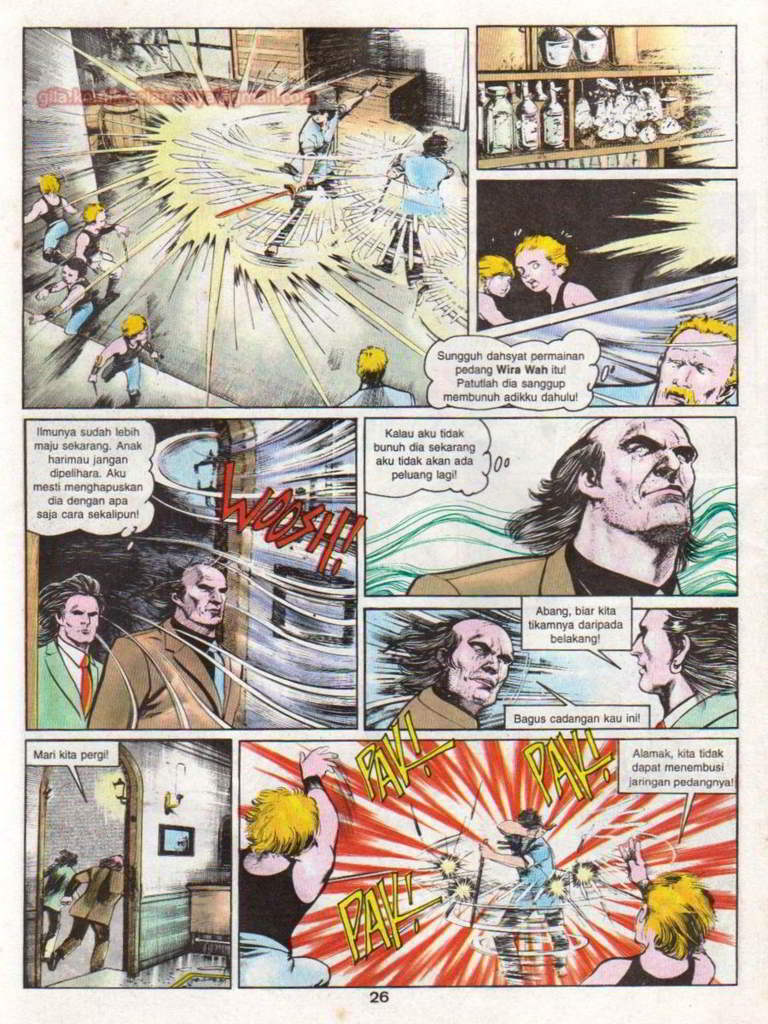 Sungguh dahsyat permainan
pedang Wira Wah itu!
Patutlah dia sanggup
membunuh adikku dahulu!
Ilmunya sudah lebih
maju sekarang. Anak
harimau jangan
dipelihara. Aku
mesti menghapuskan
dia dengan apa
saja cara sekalipun!
WOOSH!
Kalau aku tidak
bunuh dia sekarang
aku tidak akan ada
peluang lagi!
Abang, biar kita
tikamnya daripada
belakang!
Bagus cadangan kau ini!
Mari kita pergi!
PAK!
PAK!
PAK!
Alamak, kita tidak
dapat menembusi
jaringan pedangnya!
26